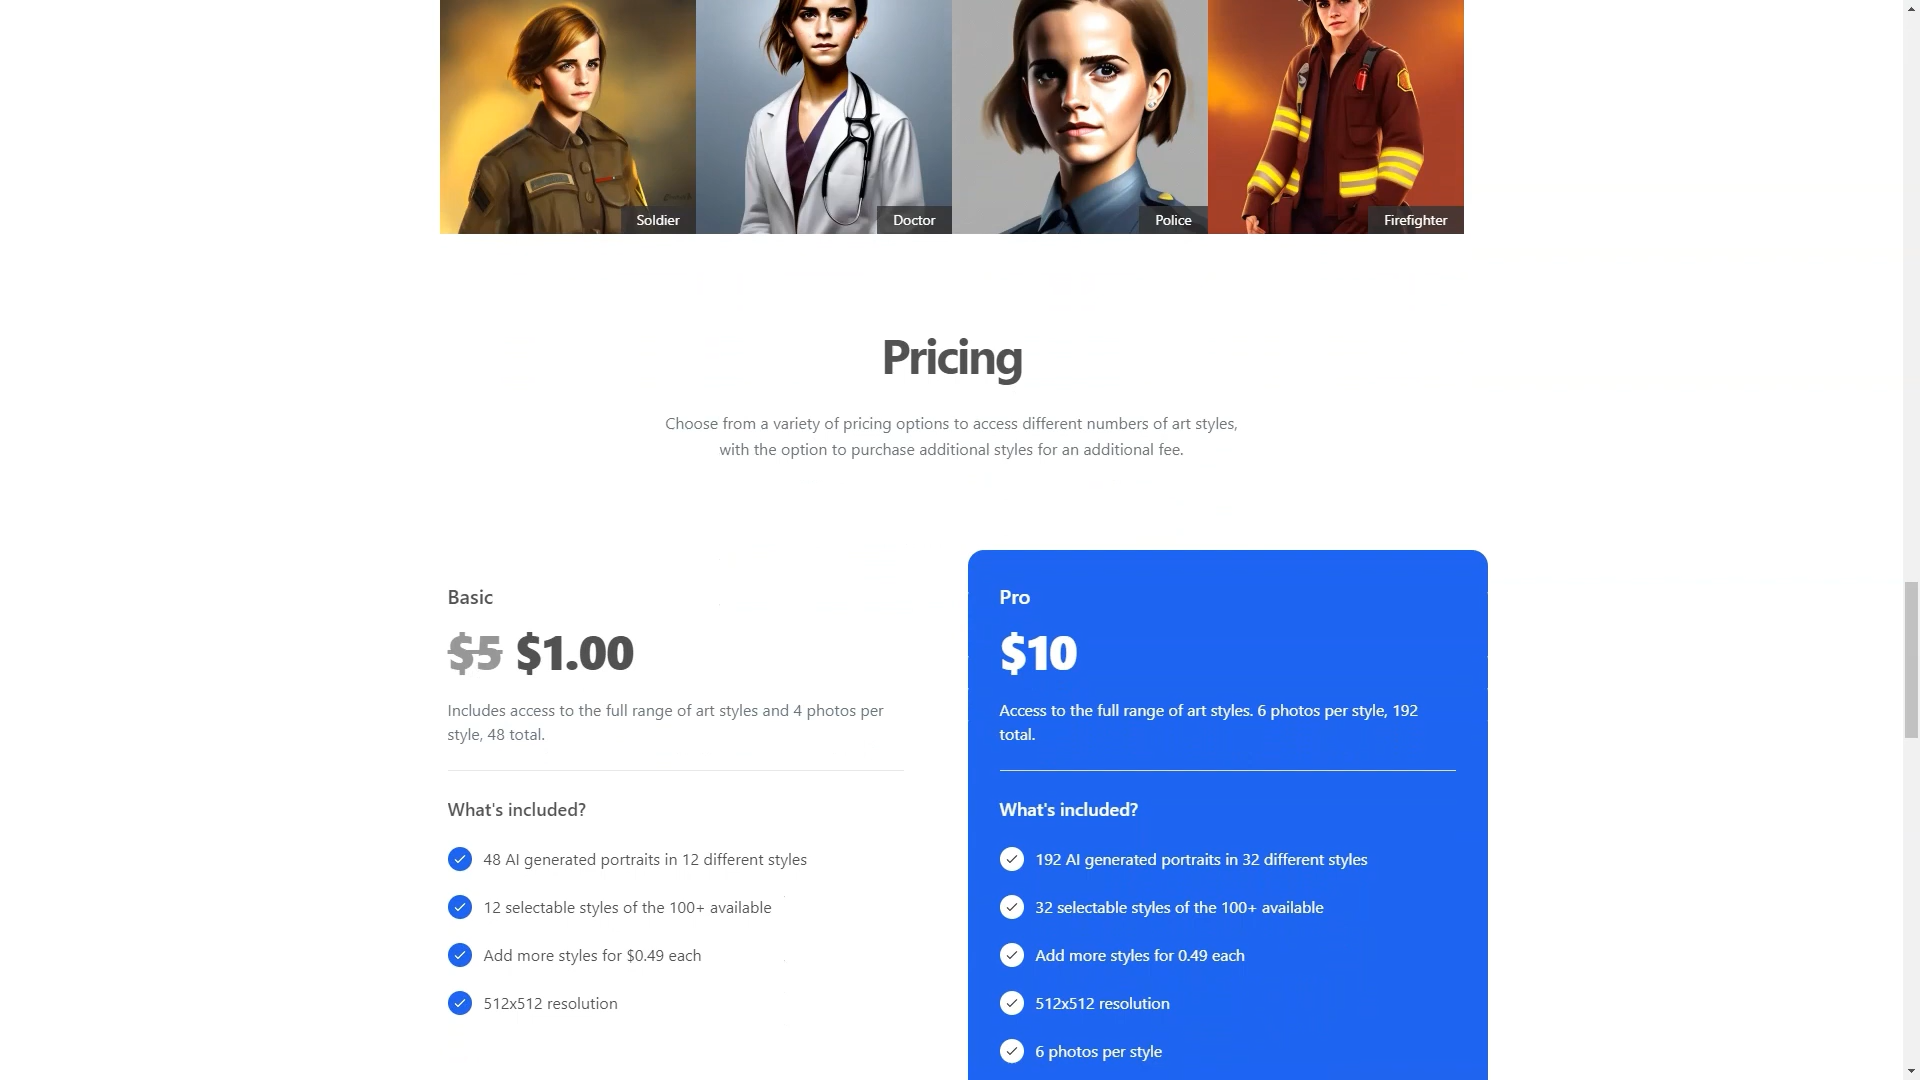 Soldier
Doctor
Police
Firefighter
Pricing
Choose from a variety of pricing options to access different numbers of art styles,
with the option to purchase additional styles for an additional fee.
Basic
$5 $1.00
Includes access to the full range of art styles and 4 photos per
style, 48 total.
What's included?
48 AI generated portraits in 12 different styles
12 selectable styles of the 100+ available
Add more styles for $0.49 each
512x512 resolution
Pro
$10
Access to the full range of art styles. 6 photos per style, 192
total.
What's included?
192 AI generated portraits in 32 different styles
32 selectable styles of the 100+ available
Add more styles for 0.49 each
512x512 resolution
6 photos per style